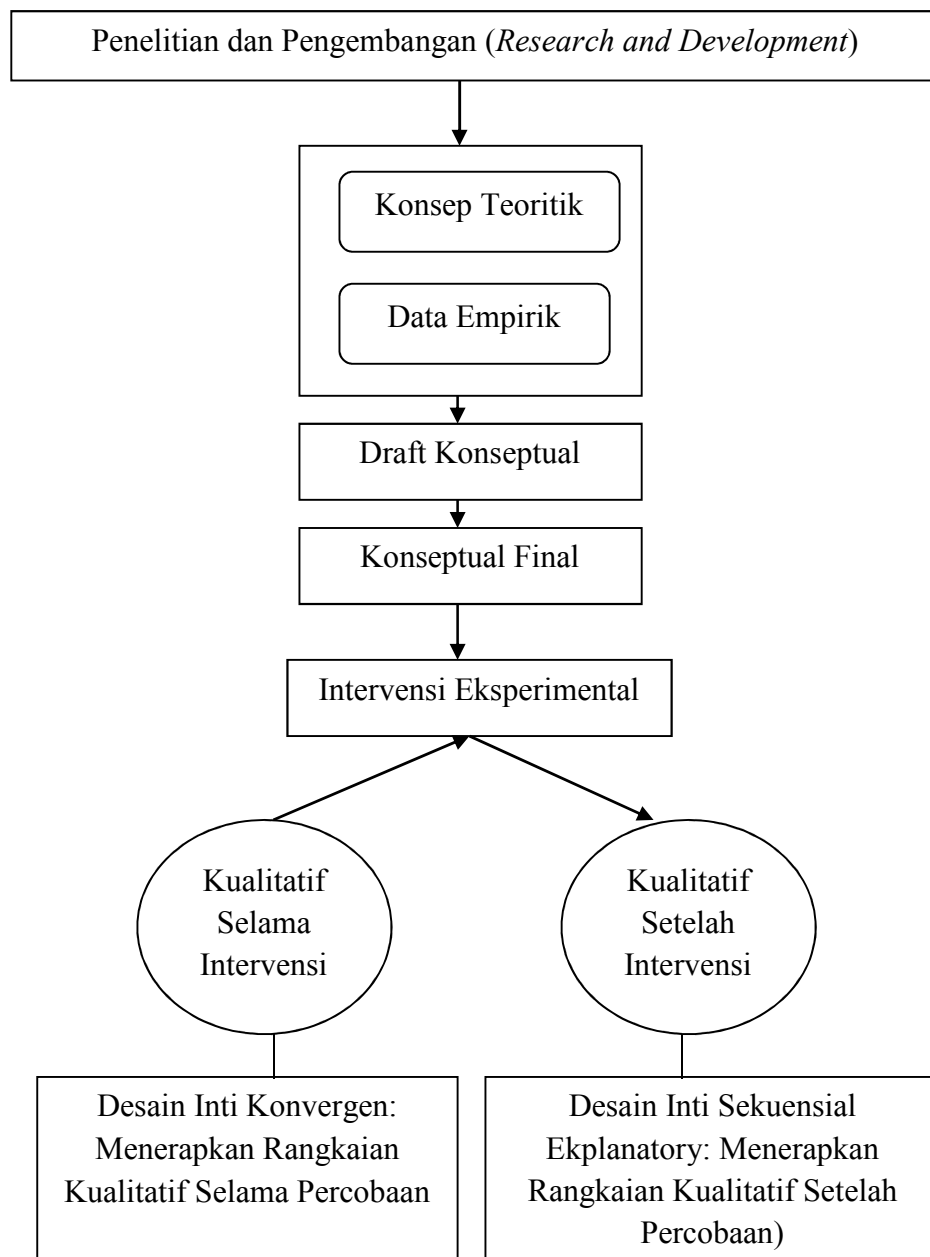 Penelitian dan Pengembangan (Research and Development)
Konsep Teoritik
Data Empirik
Draft Konseptual
Konseptual Final
Intervensi Eksperimental
Kualitatif
Selama
Intervensi
Kualitatif
Setelah
Intervensi
Desain Inti Konvergen:
Menerapkan Rangkaian
Kualitatif Selama Percobaan
Desain Inti Sekuensial
Ekplanatory: Menerapkan
Rangkaian Kualitatif Setelah
Percobaan)